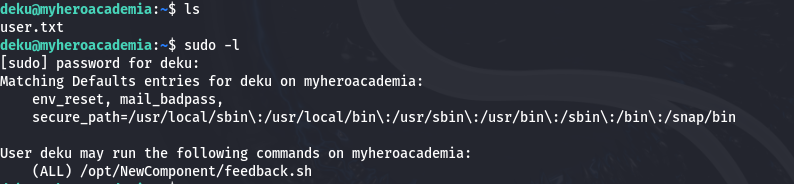 deku@myheroacademia:~$ ls
user.txt
deku@myheroacademia:~$ sudo -l
[sudo] password for deku:
Matching Defaults entries for deku on myheroacademia:
    env_reset, mail_badpass,
    secure_path=/usr/local/sbin\:/usr/local/bin\:/usr/sbin\:/usr/bin\:/sbin\:/bin\:/snap/bin

User deku may run the following commands on myheroacademia:
    (ALL) /opt/NewComponent/feedback.sh